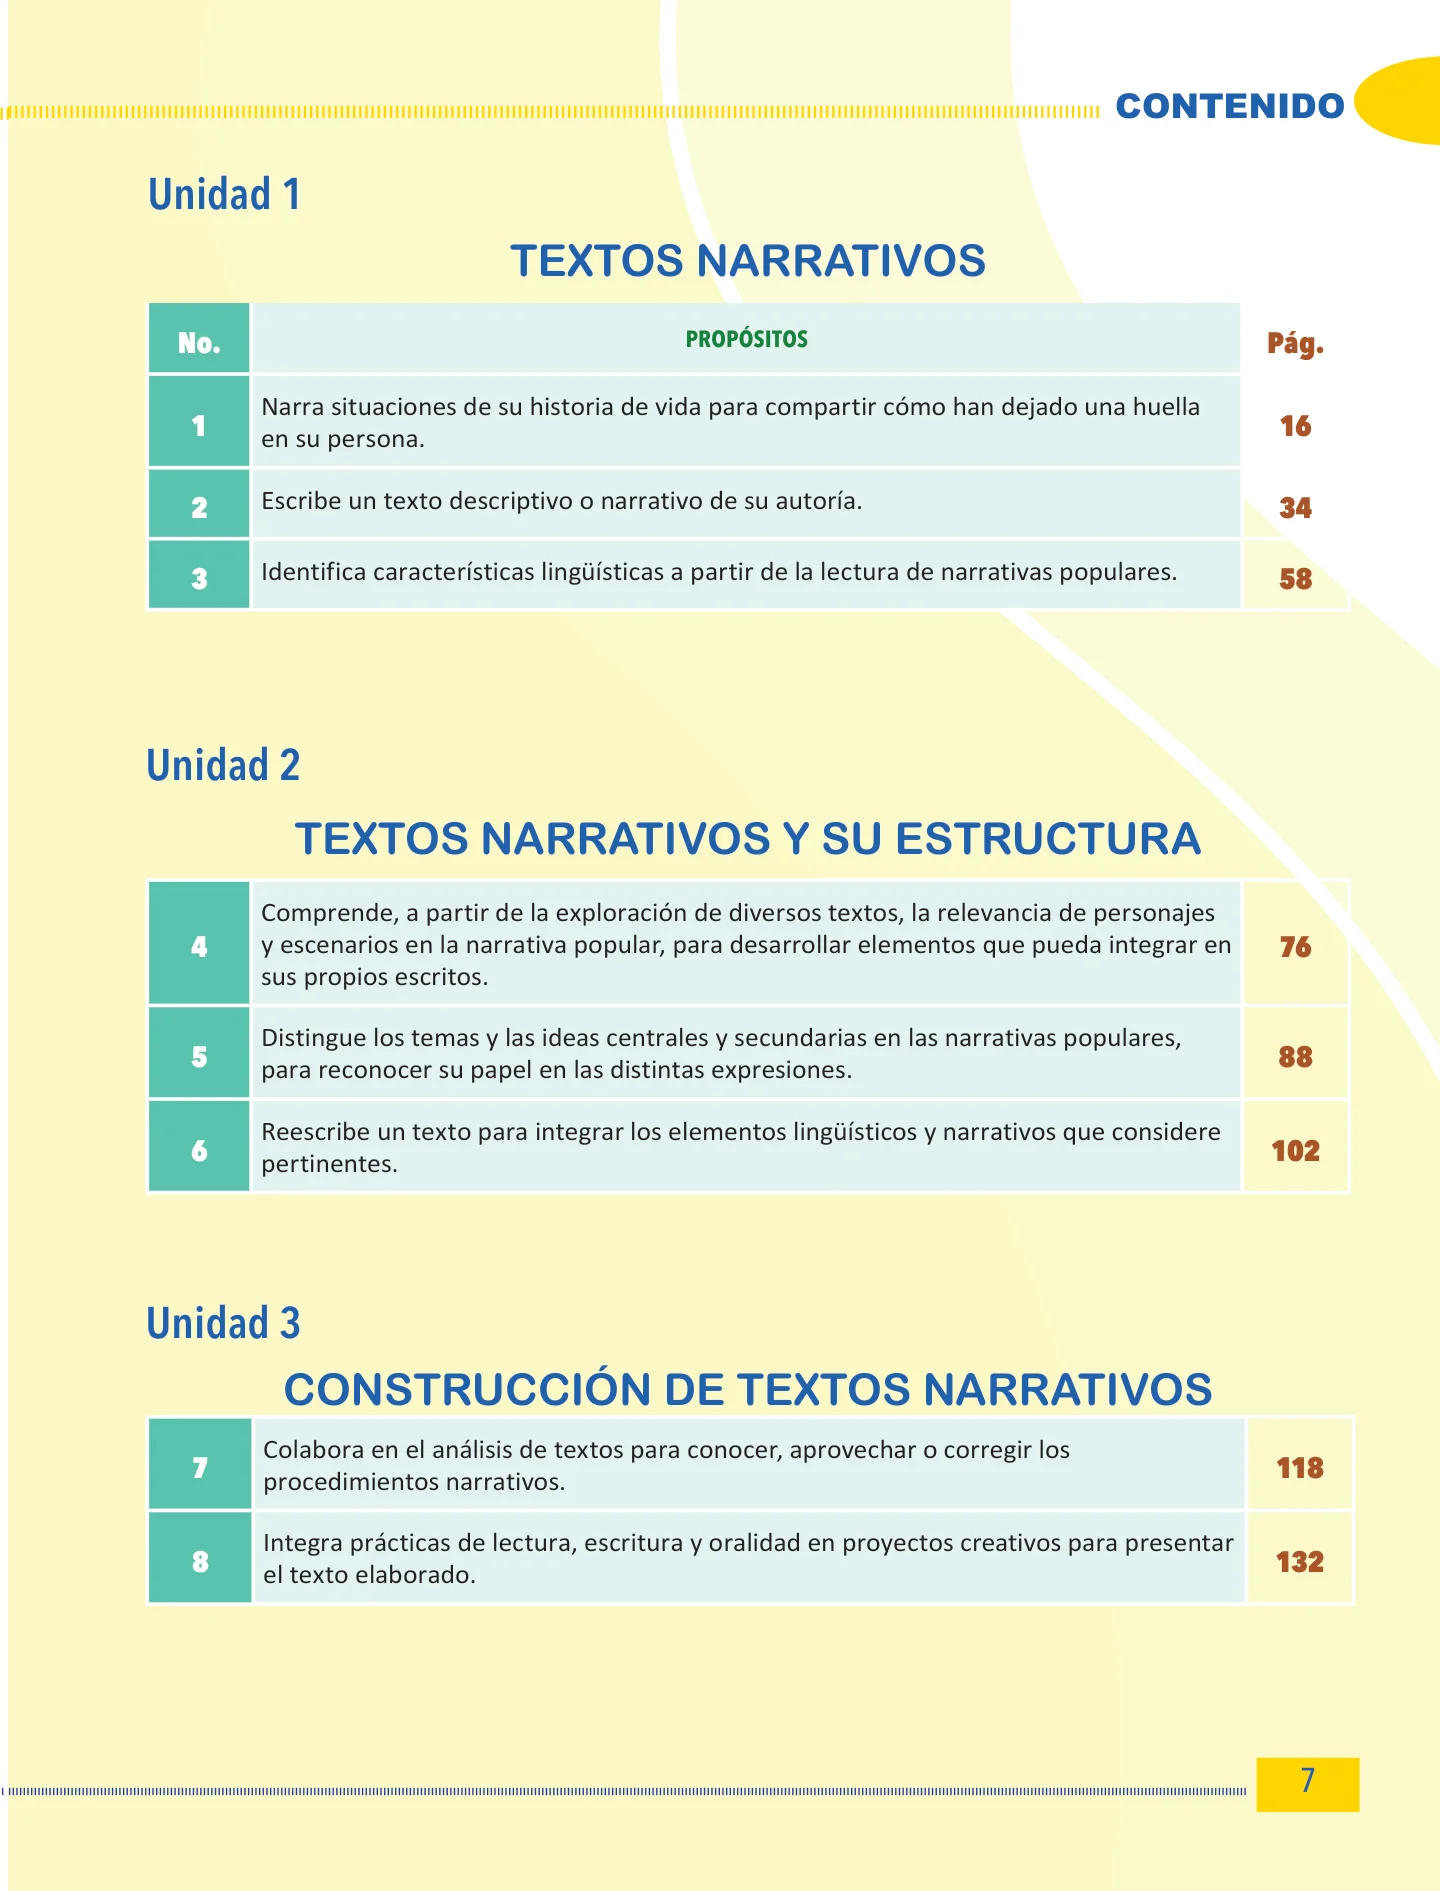 CONTENIDO
Unidad 1
TEXTOS NARRATIVOS
No. PROPÓSITOS Pág.
1 Narra situaciones de su historia de vida para compartir cómo han dejado una huella
en su persona. 16
2 Escribe un texto descriptivo o narrativo de su autoría. 34
3 Identifica características lingüísticas a partir de la lectura de narrativas populares. 58
Unidad 2
TEXTOS NARRATIVOS Y SU ESTRUCTURA
Comprende, a partir de la exploración de diversos textos, la relevancia de personajes
4 y escenarios en la narrativa popular, para desarrollar elementos que pueda integrar en 76
sus propios escritos.
5 Distingue los temas y las ideas centrales y secundarias en las narrativas populares,
para reconocer su papel en las distintas expresiones. 88
6 Reescribe un texto para integrar los elementos lingüísticos y narrativos que considere
pertinentes. 102
Unidad 3
CONSTRUCCIÓN DE TEXTOS NARRATIVOS
7 Colabora en el análisis de textos para conocer, aprovechar o corregir los
procedimientos narrativos. 118
8 Integra prácticas de lectura, escritura y oralidad en proyectos creativos para presentar
el texto elaborado. 132
7